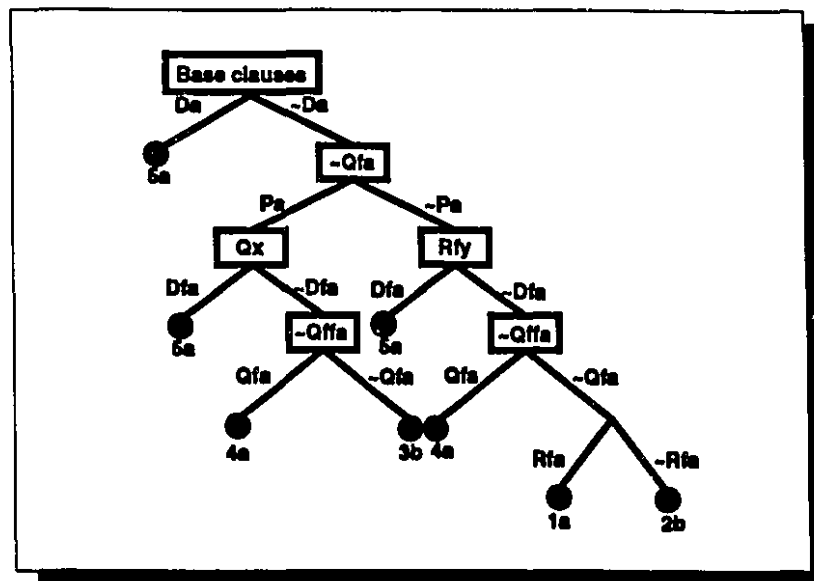 Base clauses
Da ~Da
5a
~Qfa
Pa ~Pa
Qx Rfy
Dfa ~Dfa Dfa ~Dfa
5a ~Qffa 5a ~Qffa
Qfa ~Qfa Qfa ~Qfa
4a 3b 4a
Rfa ~Rfa
1a 2b